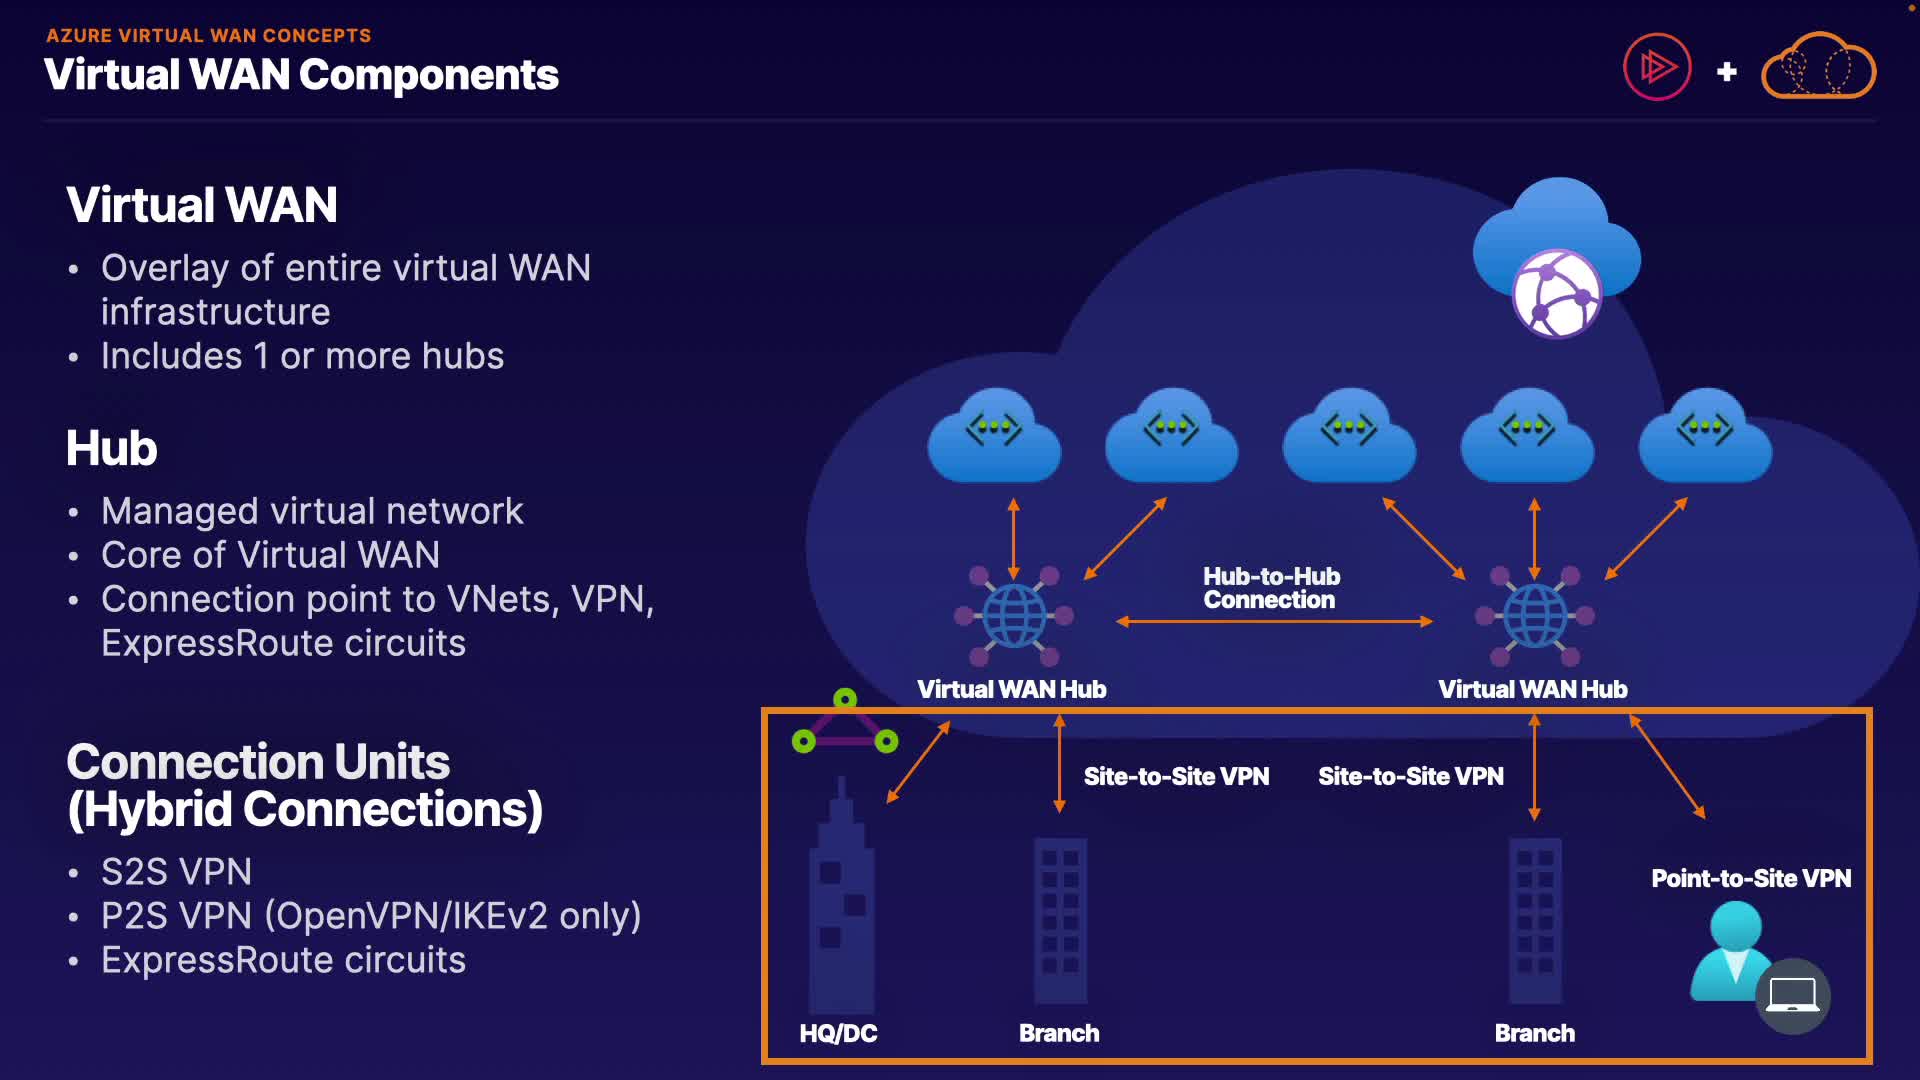 AZURE VIRTUAL WAN CONCEPTS
Virtual WAN Components
+
Virtual WAN
• Overlay of entire virtual WAN
infrastructure
• Includes 1 or more hubs
Hub
• Managed virtual network
• Core of Virtual WAN
• Connection point to VNets, VPN,
ExpressRoute circuits
Connection Units
(Hybrid Connections)
• S2S VPN
• P2S VPN (OpenVPN/IKEv2 only)
• ExpressRoute circuits
Hub-to-Hub
Connection
Virtual WAN Hub
Virtual WAN Hub
Site-to-Site VPN
Site-to-Site VPN
Point-to-Site VPN
HQ/DC
Branch
Branch